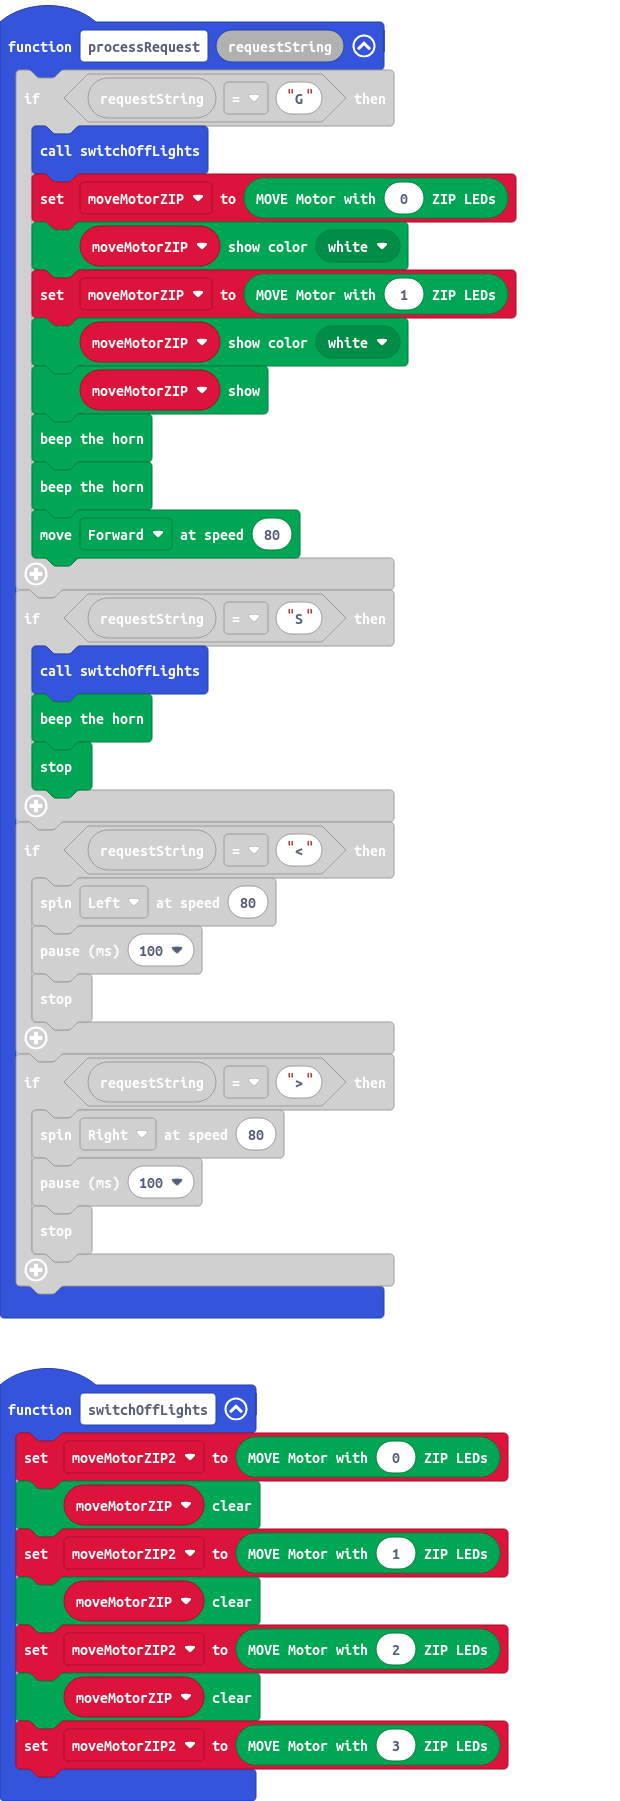 function processRequest requestString
if requestString = "G" then
call switchOffLights
set moveMotorZIP to MOVE Motor with 0 ZIP LEDs
moveMotorZIP show color white
set moveMotorZIP to MOVE Motor with 1 ZIP LEDs
moveMotorZIP show color white
moveMotorZIP show
beep the horn
beep the horn
move Forward at speed 80
if requestString = "S" then
call switchOffLights
beep the horn
stop
if requestString = "<" then
spin Left at speed 80
pause (ms) 100
stop
if requestString = ">" then
spin Right at speed 80
pause (ms) 100
stop
function switchOffLights
set moveMotorZIP2 to MOVE Motor with 0 ZIP LEDs
moveMotorZIP clear
set moveMotorZIP2 to MOVE Motor with 1 ZIP LEDs
moveMotorZIP clear
set moveMotorZIP2 to MOVE Motor with 2 ZIP LEDs
moveMotorZIP clear
set moveMotorZIP2 to MOVE Motor with 3 ZIP LEDs